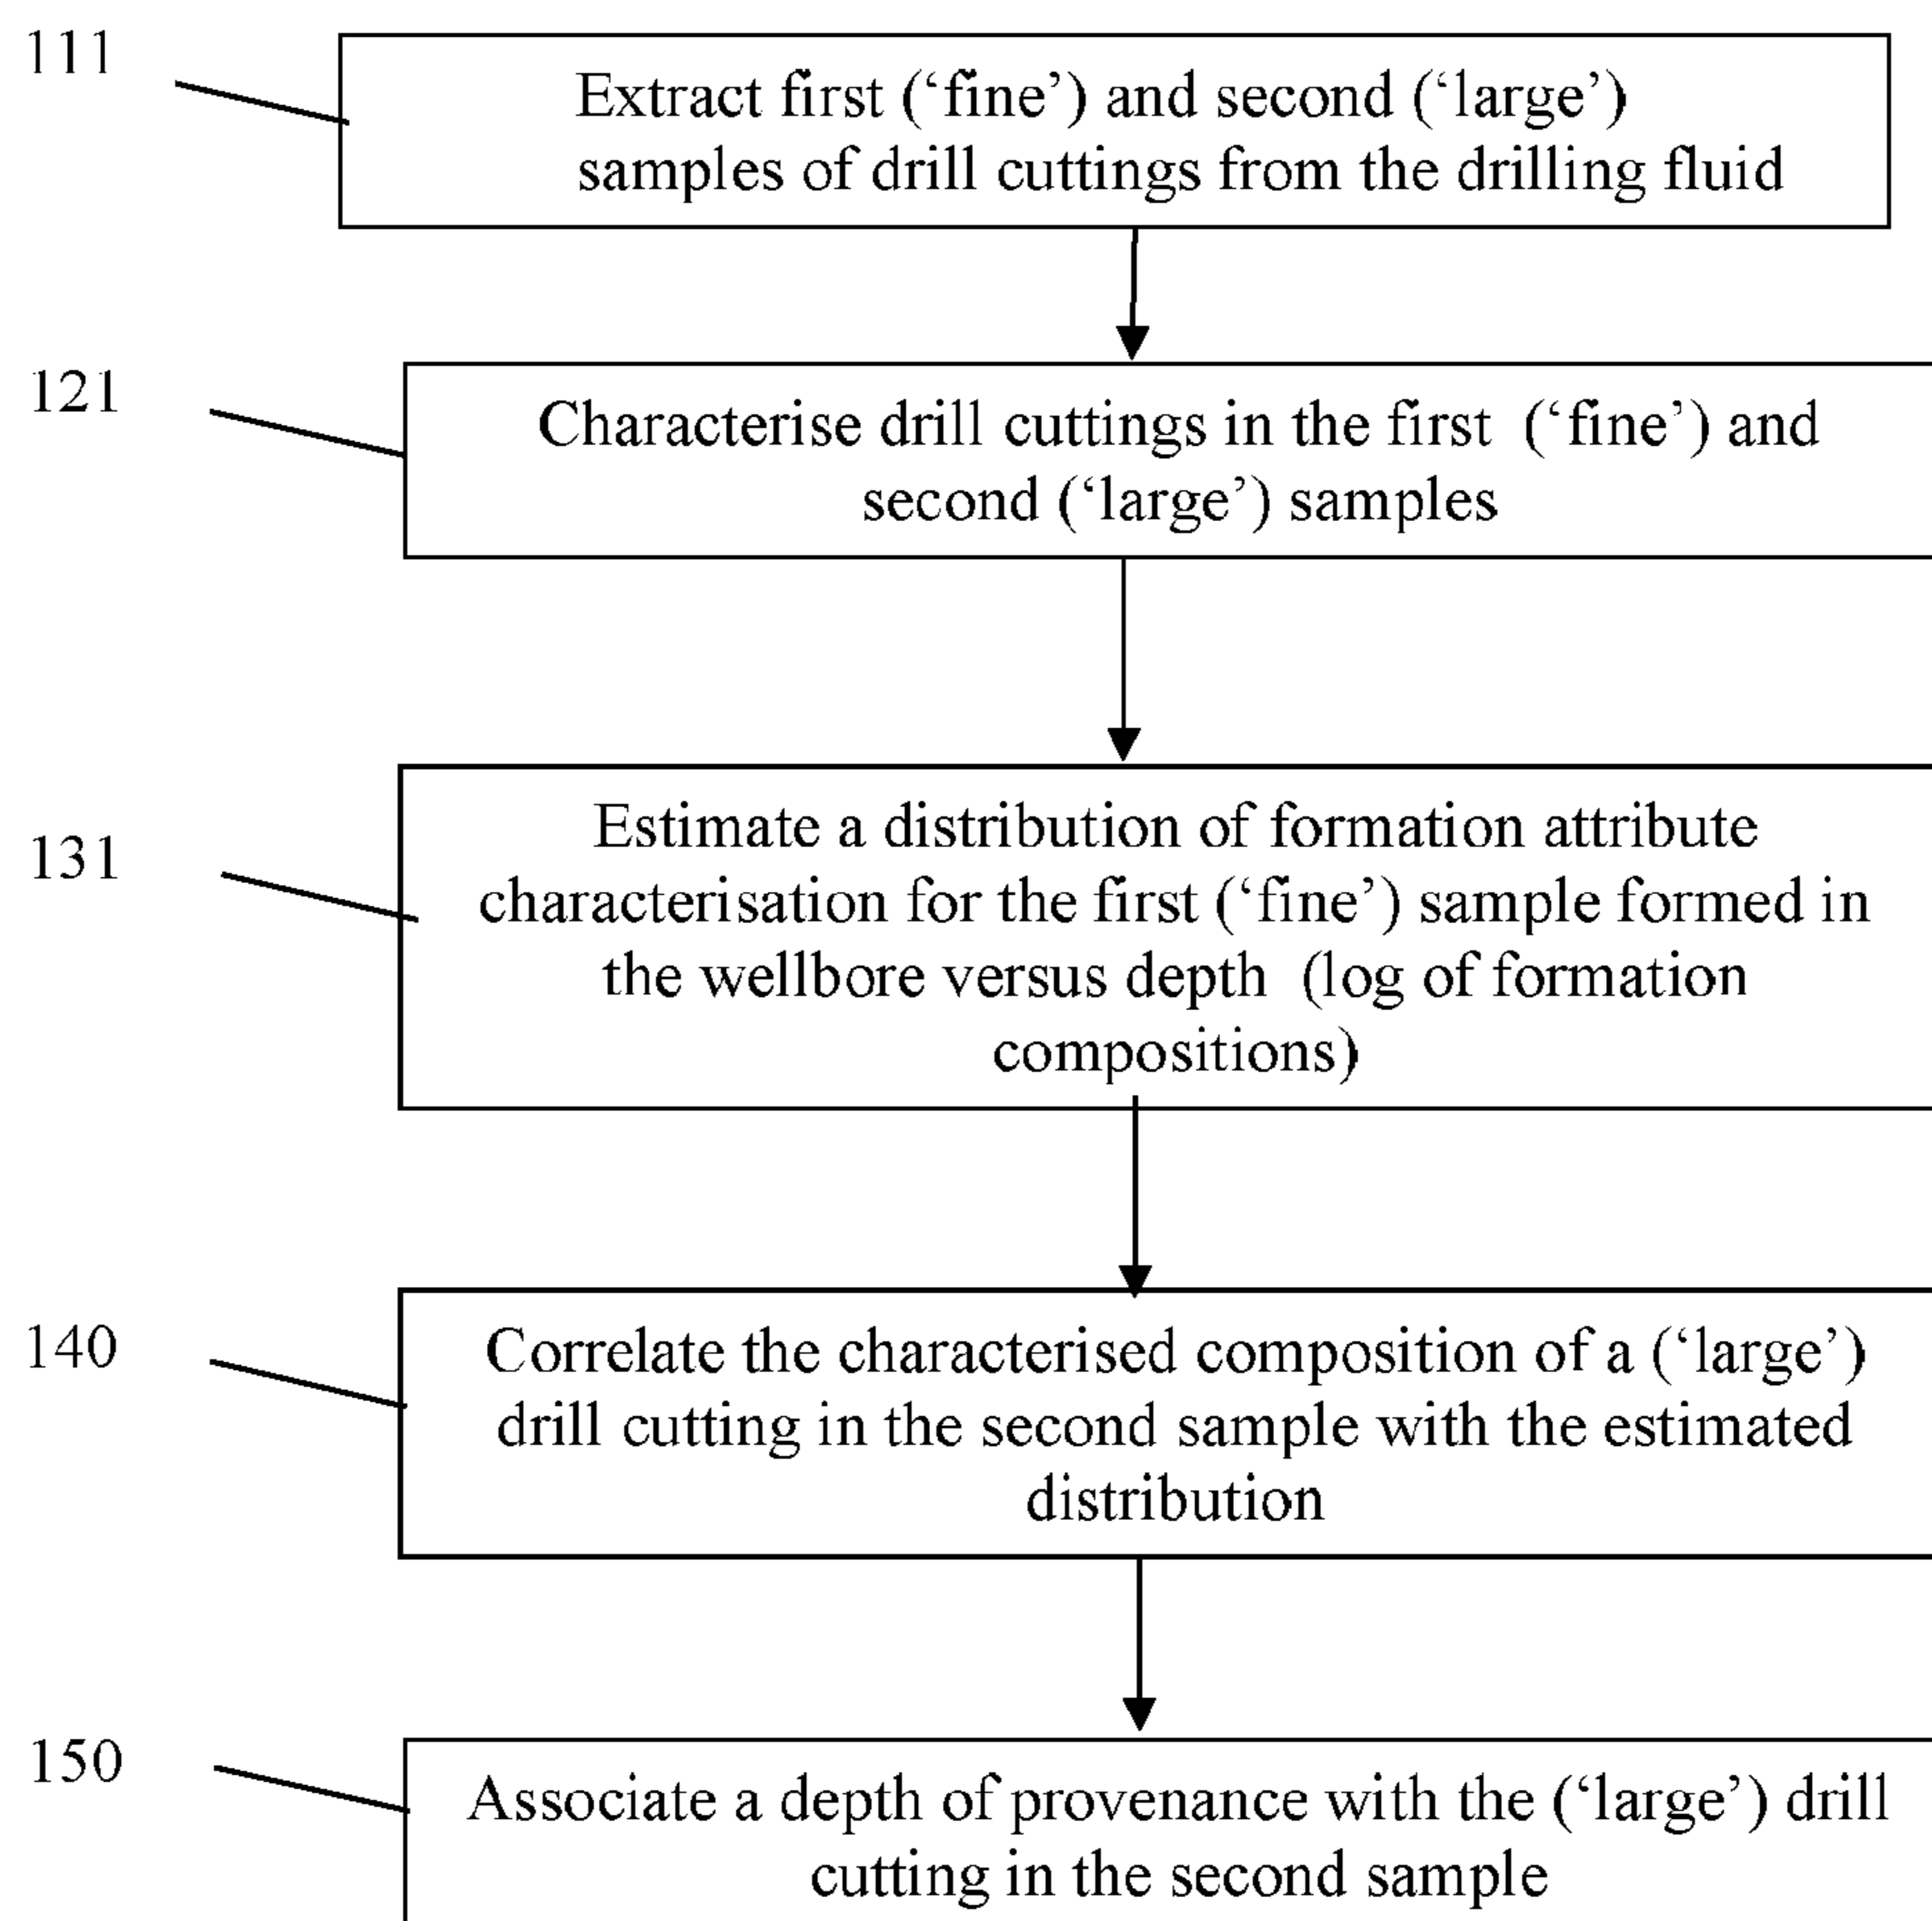 111
Extract first (‘fine’) and second (‘large’)
samples of drill cuttings from the drilling fluid
121
Characterise drill cuttings in the first (‘fine’) and
second (‘large’) samples
131
Estimate a distribution of formation attribute
characterisation for the first (‘fine’) sample formed in
the wellbore versus depth (log of formation
compositions)
140
Correlate the characterised composition of a (‘large’)
drill cutting in the second sample with the estimated
distribution
150
Associate a depth of provenance with the (‘large’) drill
cutting in the second sample